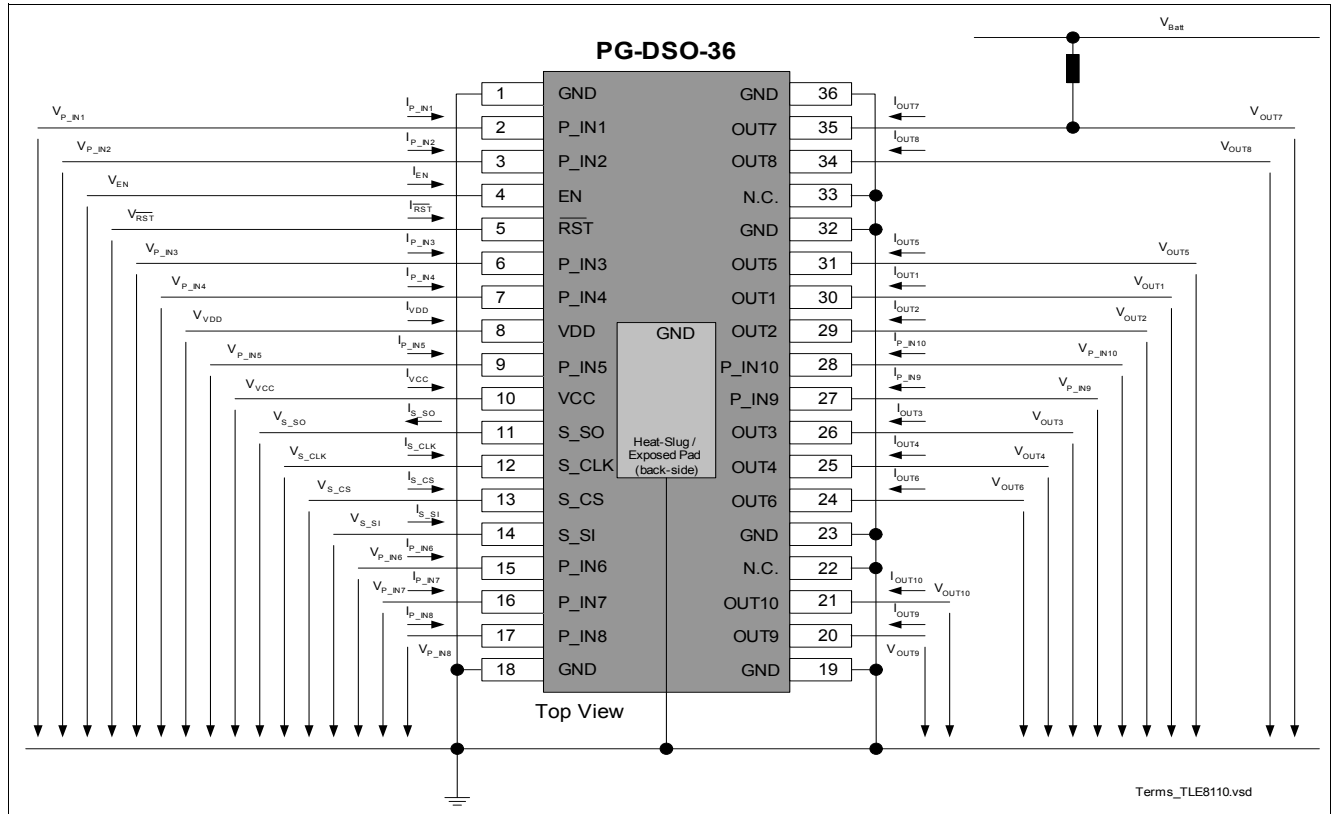 V_Batt
PG-DSO-36
1 GND GND 36
V_P_IN1 I_P_IN1 2 P_IN1 OUT7 35 I_OUT7 V_OUT7
V_P_IN2 I_P_IN2 3 P_IN2 OUT8 34 I_OUT8 V_OUT8
V_EN I_EN 4 EN N.C. 33
V_RST I_RST 5 RST GND 32
V_P_IN3 I_P_IN3 6 P_IN3 OUT5 31 I_OUT5 V_OUT5
V_P_IN4 I_P_IN4 7 P_IN4 OUT1 30 I_OUT1 V_OUT1
V_VDD I_VDD 8 VDD GND OUT2 29 I_OUT2 V_OUT2
V_P_IN5 I_P_IN5 9 P_IN5 P_IN10 28 I_P_IN10 V_P_IN10
V_VCC I_VCC 10 VCC P_IN9 27 I_P_IN9 V_P_IN9
V_S_SO I_S_SO 11 S_SO OUT3 26 I_OUT3 V_OUT3
Heat-Slug /
Exposed Pad
(back-side)
V_S_CLK I_S_CLK 12 S_CLK OUT4 25 I_OUT4 V_OUT4
V_S_CS I_S_CS 13 S_CS OUT6 24 I_OUT6 V_OUT6
V_S_SI I_S_SI 14 S_SI GND 23
V_P_IN6 I_P_IN6 15 P_IN6 N.C. 22
V_P_IN7 I_P_IN7 16 P_IN7 OUT10 21 I_OUT10 V_OUT10
V_P_IN8 I_P_IN8 17 P_IN8 OUT9 20 I_OUT9 V_OUT9
18 GND GND 19
Top View
Terms_TLE8110.vsd